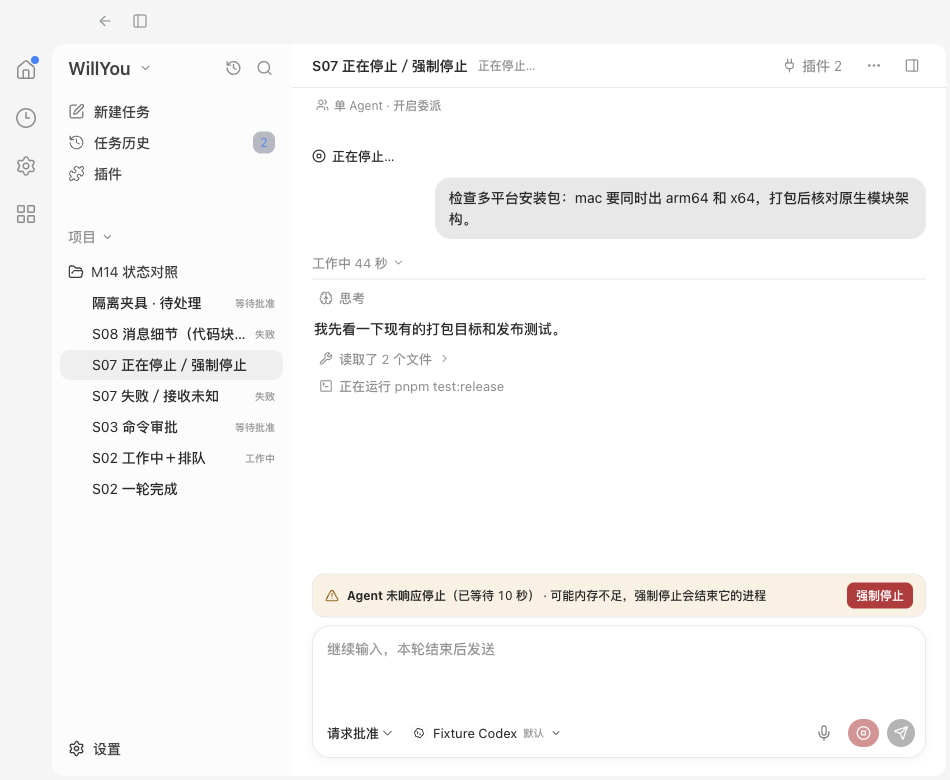 WillYou
新建任务
任务历史 2
插件
项目
M14 状态对照
隔离夹具 · 待处理 等待批准
S08 消息细节（代码块... 失败
S07 正在停止 / 强制停止
S07 失败 / 接收未知 失败
S03 命令审批 等待批准
S02 工作中＋排队 工作中
S02 一轮完成
设置
S07 正在停止 / 强制停止 正在停止... 插件 2
单 Agent · 开启委派
正在停止...
检查多平台安装包：mac 要同时出 arm64 和 x64，打包后核对原生模块架
构。
工作中 44 秒
思考
我先看一下现有的打包目标和发布测试。
读取了 2 个文件
正在运行 pnpm test:release
Agent 未响应停止（已等待 10 秒） · 可能内存不足，强制停止会结束它的进程 强制停止
继续输入，本轮结束后发送
请求批准 Fixture Codex 默认